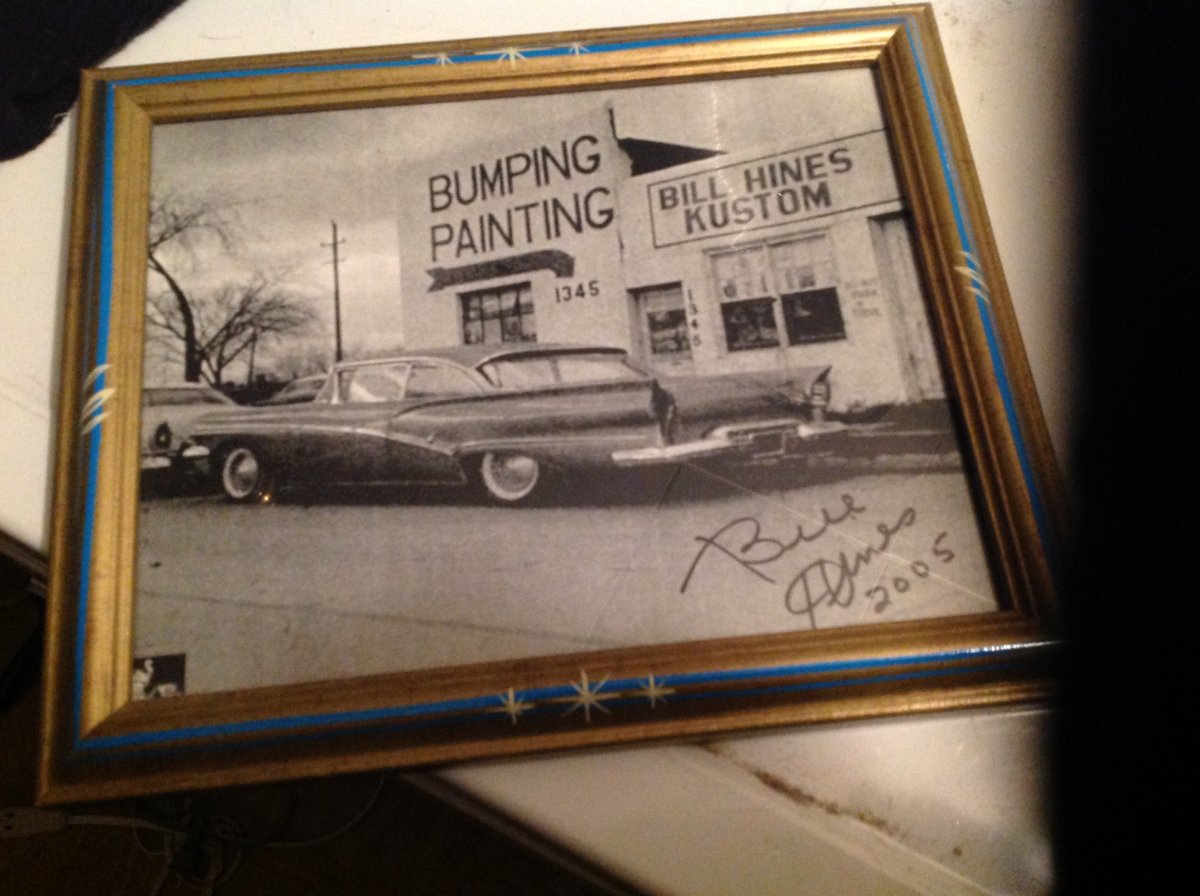 BUMPING
PAINTING
1345
BILL HINES
KUSTOM
1345
Bill
Hines
2005